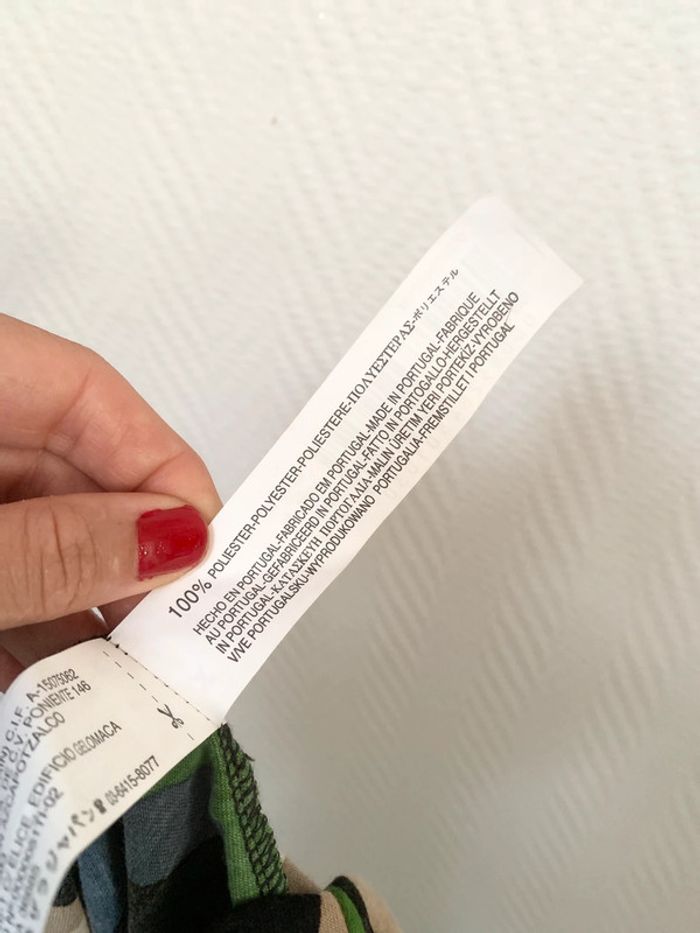 100% POLIESTER-POLYESTER-POLIESTERE-ΠΟΛΥΕΣΤΕΡΑΣ-ポリエステル
HECHO EN PORTUGAL-FABRICADO EM PORTUGAL-MADE IN PORTUGAL-FABRIQUE
AU PORTUGAL-GEFABRICEERD IN PORTUGAL-FATTO IN PORTOGALLO-HERGESTELLT
IN PORTUGAL-ΚΑΤΑΣΚΕΥΗ ΠΟΡΤΟΓΑΛΙΑ-MALIN ÜRETIM YERI PORTEKIZ-VYROBENO
V/VE PORTUGALSKU-WYPRODUKOWANO PORTUGALIA-FREMSTILLET I PORTUGAL
C.I.F. A-15075062
PONIENTE 146
EDIFICIO GELOMACA
03-6415-8077